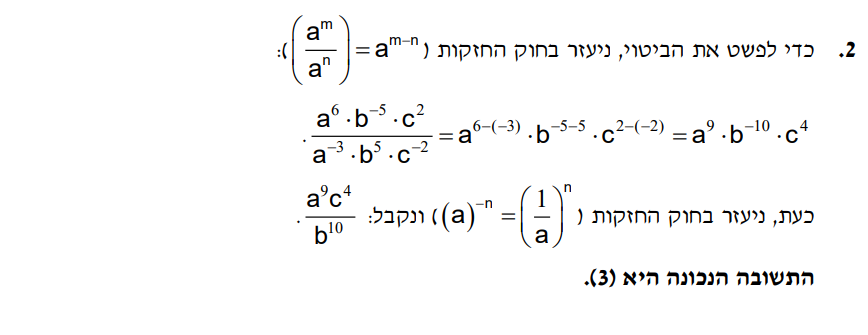 2. כדי לפשט את הביטוי, ניעזר בחוק החזקות ( (a^m / a^n) = a^(m−n) ):
(a^6 · b^−5 · c^2) / (a^−3 · b^5 · c^−2) = a^(6−(−3)) · b^(−5−5) · c^(2−(−2)) = a^9 · b^−10 · c^4 .
כעת, ניעזר בחוק החזקות ( (a)^−n = (1/a)^n ) ונקבל: a^9c^4 / b^10 .
התשובה הנכונה היא (3).